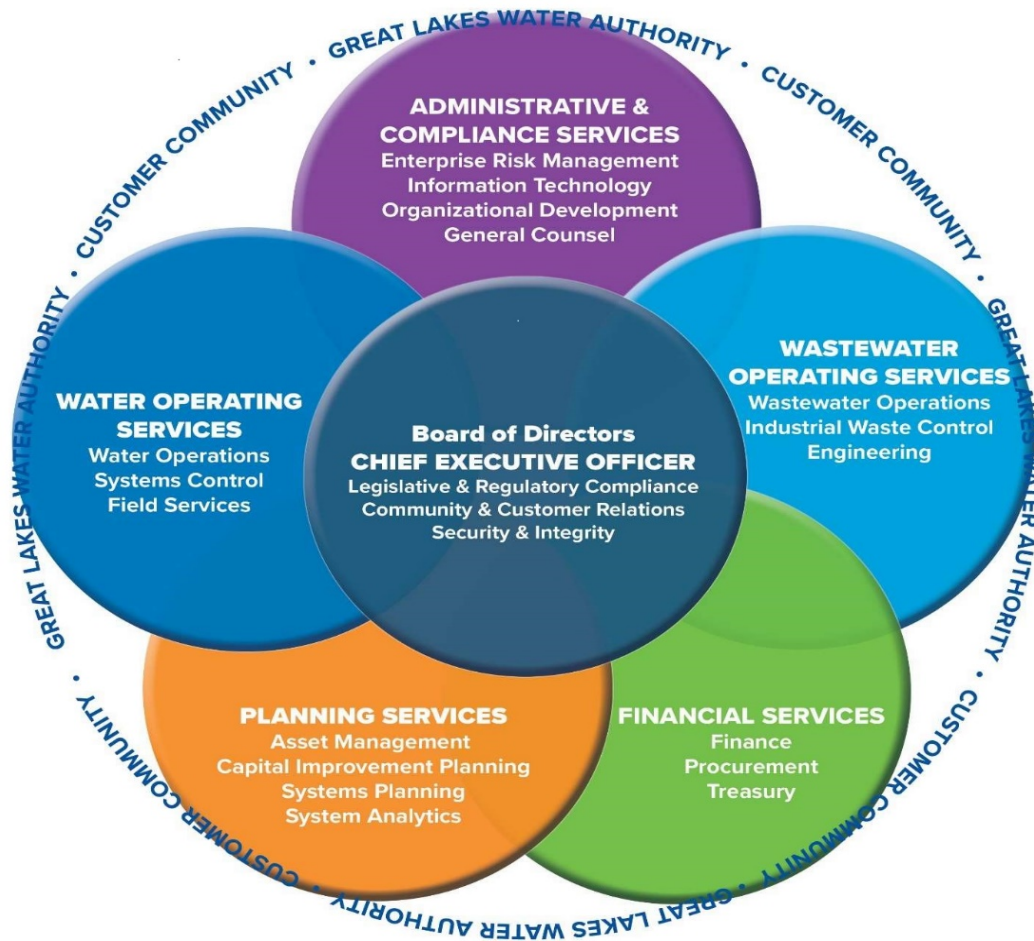 GREAT LAKES WATER AUTHORITY • CUSTOMER COMMUNITY • GREAT LAKES WATER AUTHORITY • CUSTOMER COMMUNITY • GREAT LAKES WATER AUTHORITY • CUSTOMER COMMUNITY • GREAT LAKES WATER AUTHORITY • CUSTOMER COMMUNITY •
ADMINISTRATIVE &
COMPLIANCE SERVICES
Enterprise Risk Management
Information Technology
Organizational Development
General Counsel
WATER OPERATING
SERVICES
Water Operations
Systems Control
Field Services
Board of Directors
CHIEF EXECUTIVE OFFICER
Legislative & Regulatory Compliance
Community & Customer Relations
Security & Integrity
WASTEWATER
OPERATING SERVICES
Wastewater Operations
Industrial Waste Control
Engineering
PLANNING SERVICES
Asset Management
Capital Improvement Planning
Systems Planning
System Analytics
FINANCIAL SERVICES
Finance
Procurement
Treasury